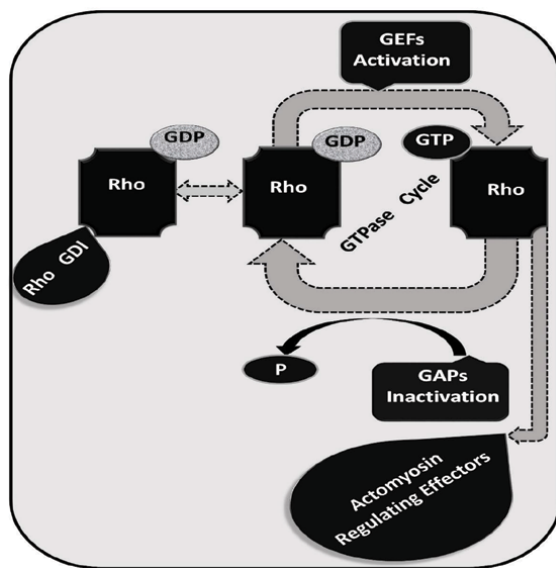 GEFs
Activation
GDP
GDP
GTP
Rho
Rho
Rho
GTPase Cycle
Rho GDI
P
GAPs
Inactivation
Actomyosin
Regulating Effectors